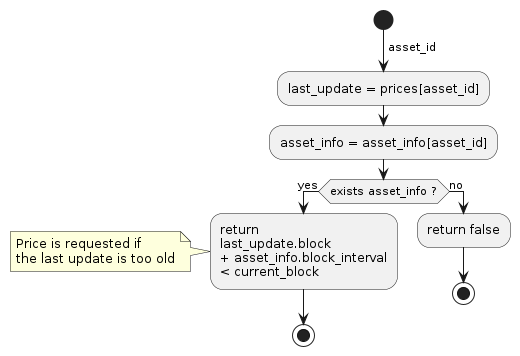 asset_id
last_update = prices[asset_id]
asset_info = asset_info[asset_id]
exists asset_info ?
yes
no
return
last_update.block
+ asset_info.block_interval
< current_block
return false
Price is requested if
the last update is too old